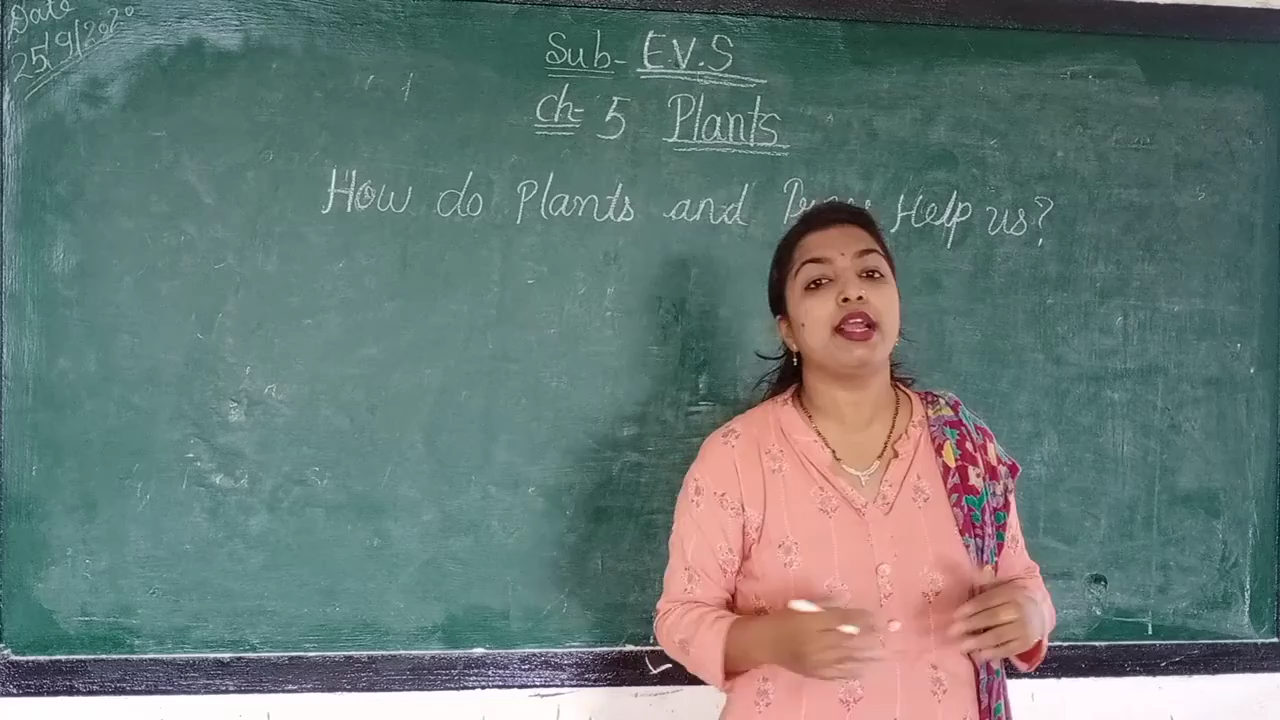 Date
25/9/2020
Sub- E.V.S
Ch- 5 Plants
How do Plants and Help us?